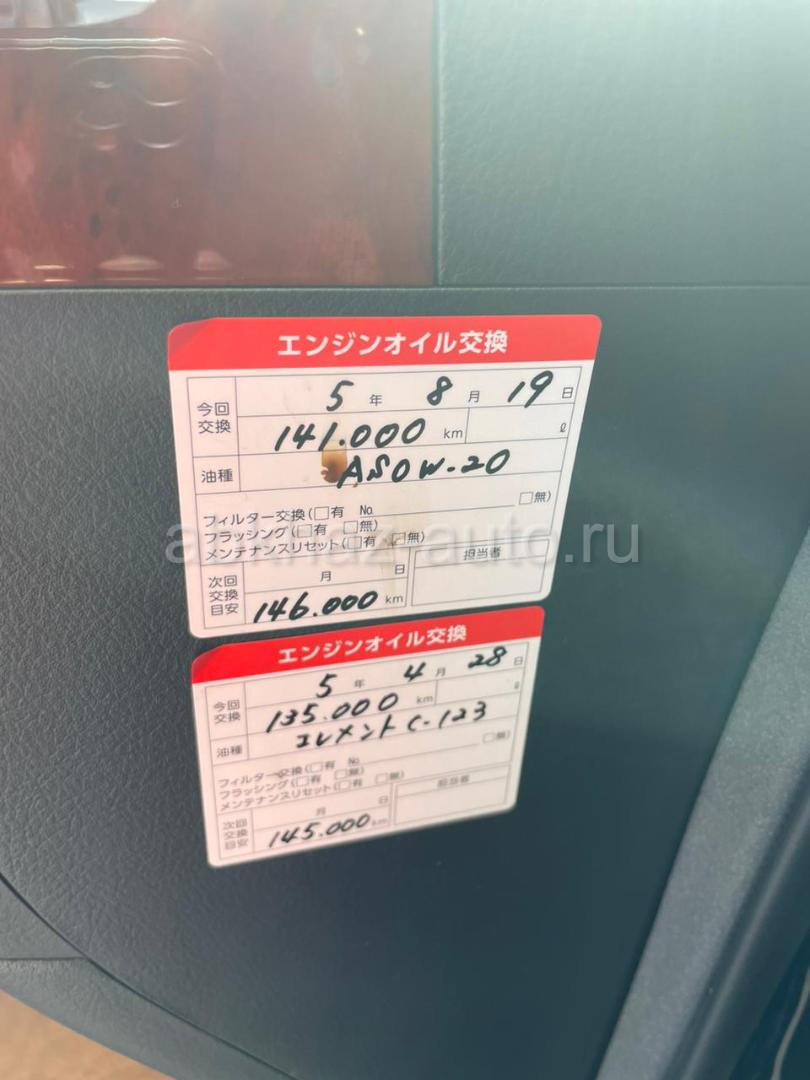 エンジンオイル交換
今回交換 5年 8月 19日
141.000 km ℓ
油種 ASOW-20
フィルター交換(□有 No. □無)
フラッシング(□有 □無)
メンテナンスリセット(□有 □無)
担当者
次回交換目安 月 日
146.000 km
エンジンオイル交換
今回交換 5年 4月 28日
135.000 km ℓ
油種 エレメント C-123
フィルター交換(□有 No. □無)
フラッシング(□有 □無)
メンテナンスリセット(□有 □無)
担当者
次回交換目安 月 日
145.000 km